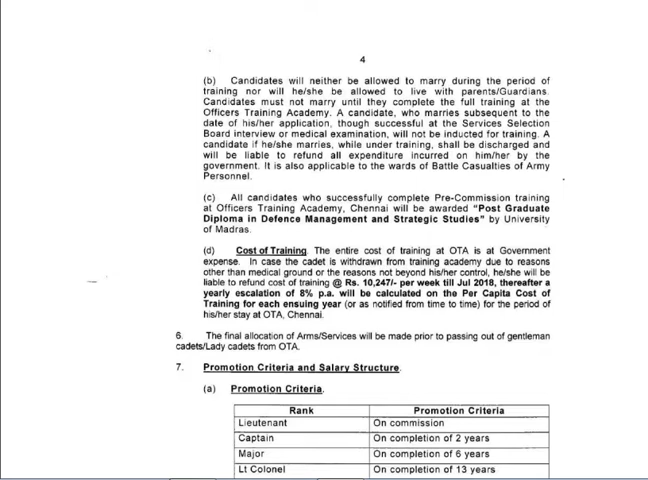 4
(b) Candidates will neither be allowed to marry during the period of
training nor will he/she be allowed to live with parents/Guardians.
Candidates must not marry until they complete the full training at the
Officers Training Academy. A candidate, who marries subsequent to the
date of his/her application, though successful at the Services Selection
Board interview or medical examination, will not be inducted for training. A
candidate if he/she marries, while under training, shall be discharged and
will be liable to refund all expenditure incurred on him/her by the
government. It is also applicable to the wards of Battle Casualties of Army
Personnel.
(c) All candidates who successfully complete Pre-Commission training
at Officers Training Academy, Chennai will be awarded "Post Graduate
Diploma in Defence Management and Strategic Studies" by University
of Madras.
(d) Cost of Training. The entire cost of training at OTA is at Government
expense. In case the cadet is withdrawn from training academy due to reasons
other than medical ground or the reasons not beyond his/her control, he/she will be
liable to refund cost of training @ Rs. 10,247/- per week till Jul 2018, thereafter a
yearly escalation of 8% p.a. will be calculated on the Per Capita Cost of
Training for each ensuing year (or as notified from time to time) for the period of
his/her stay at OTA, Chennai.
6. The final allocation of Arms/Services will be made prior to passing out of gentleman
cadets/Lady cadets from OTA.
7. Promotion Criteria and Salary Structure.
(a) Promotion Criteria.
Rank Promotion Criteria
Lieutenant On commission
Captain On completion of 2 years
Major On completion of 6 years
Lt Colonel On completion of 13 years